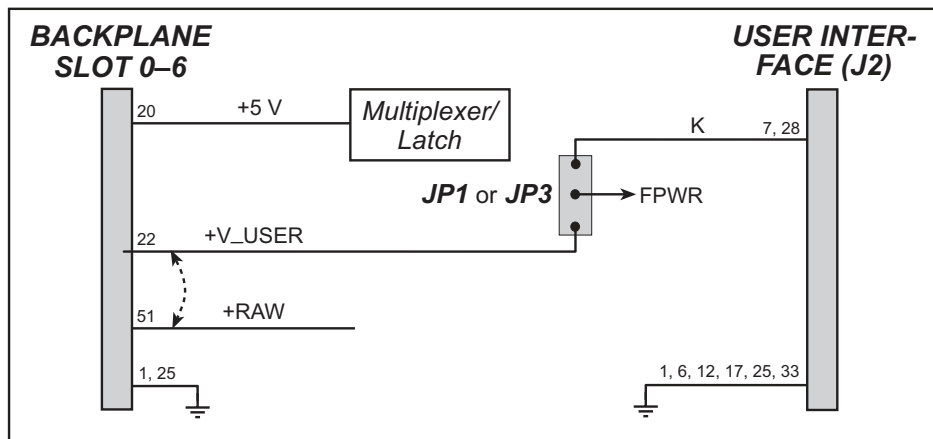 BACKPLANE
SLOT 0–6
USER INTER-
FACE (J2)
20
+5 V
Multiplexer/
Latch
K
7, 28
JP1 or JP3
FPWR
22
+V_USER
51
+RAW
1, 25
1, 6, 12, 17, 25, 33